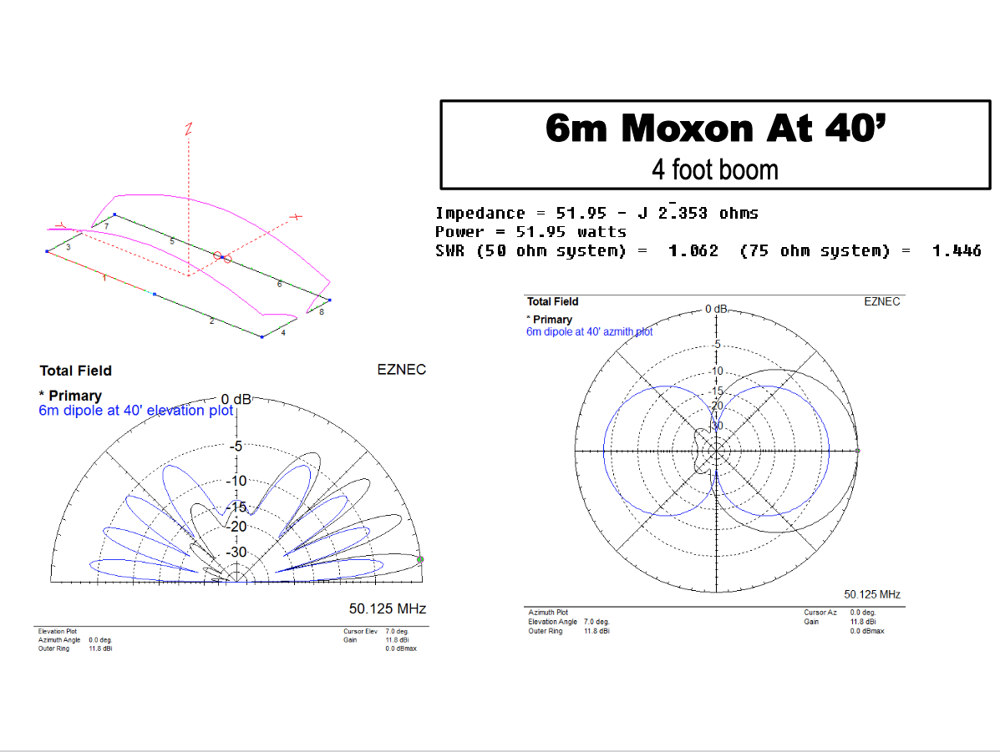 6m Moxon At 40’
4 foot boom
Impedance = 51.95 - J 2.353 ohms
Power = 51.95 watts
SWR (50 ohm system) = 1.062 (75 ohm system) = 1.446
Z
Y
X
7
5
3
1
6
2
8
4
Total Field
EZNEC
* Primary
6m dipole at 40' elevation plot
0 dB
-5
-10
-15
-20
-30
50.125 MHz
Elevation Plot
Azimuth Angle 0.0 deg.
Outer Ring 11.8 dBi
Cursor Elev 7.0 deg.
Gain 11.8 dBi
0.0 dBmax
Total Field
EZNEC
* Primary
6m dipole at 40' azmith plot
0 dB
-5
-10
-15
-20
-30
50.125 MHz
Azimuth Plot
Elevation Angle 7.0 deg.
Outer Ring 11.8 dBi
Cursor Az 0.0 deg.
Gain 11.8 dBi
0.0 dBmax